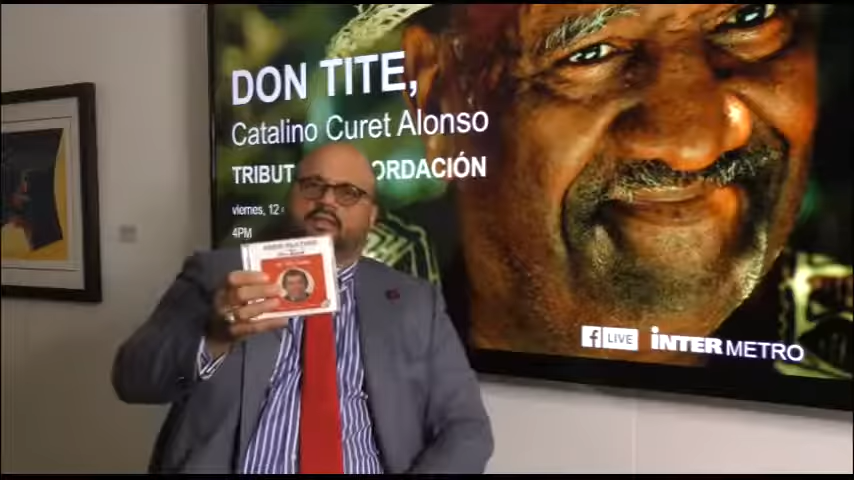 DON TITE,
Catalino Curet Alonso
TRIBUT ORDACIÓN
viernes, 12
4PM
f LIVE
INTER METRO